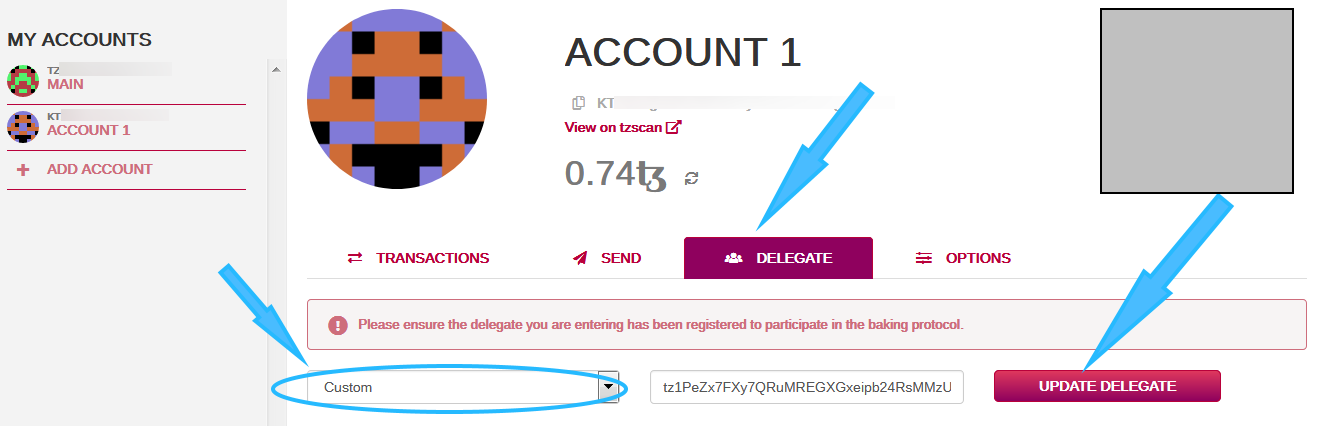 MY ACCOUNTS
TZ
MAIN
KT
ACCOUNT 1
ADD ACCOUNT
ACCOUNT 1
KT
View on tzscan
0.74ꜩ
TRANSACTIONS
SEND
DELEGATE
OPTIONS
Please ensure the delegate you are entering has been registered to participate in the baking protocol.
Custom
tz1PeZx7FXy7QRuMREGXGxeipb24RsMMzU
UPDATE DELEGATE